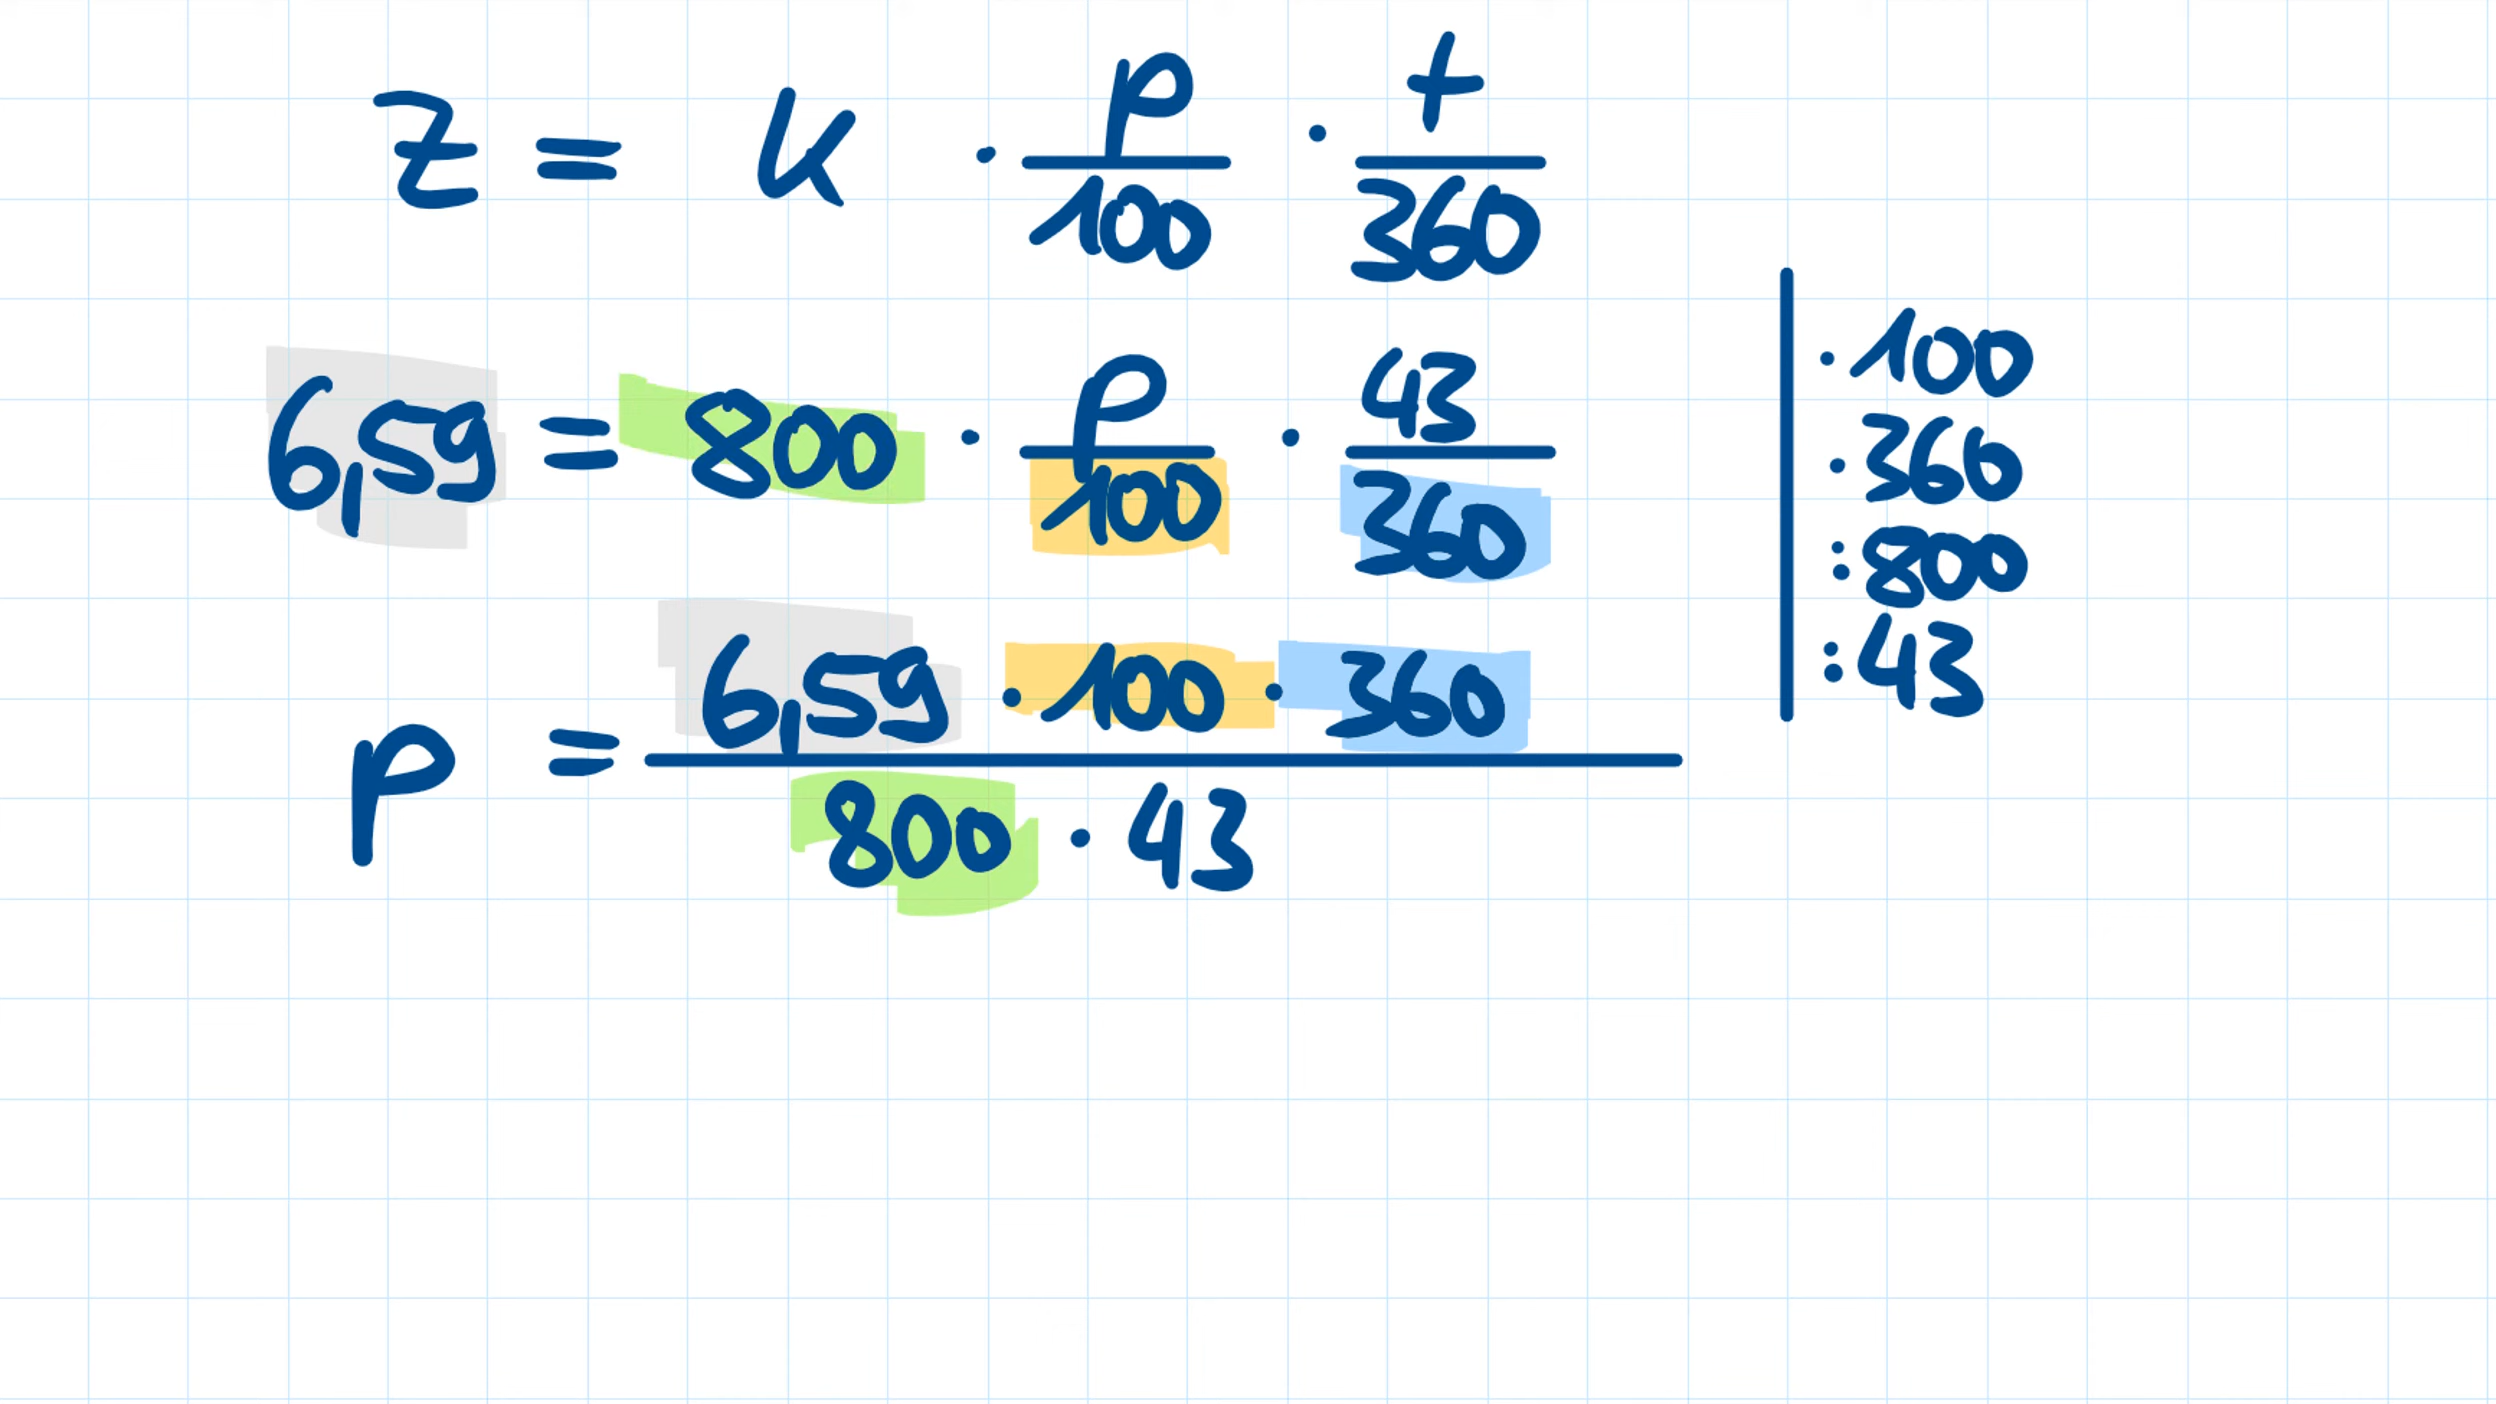 z = k · p/100 · t/360
6,59 = 800 · p/100 · 43/360
p = 6,59 · 100 · 360 / 800 · 43
· 100
· 360
: 800
: 43